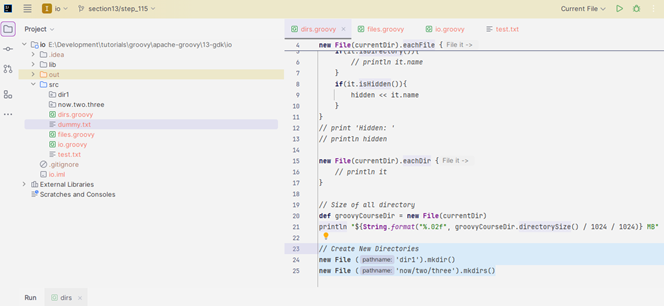 io
section13/step_115
Current File
Project
io E:\Development\tutorials\groovy\apache-groovy\13-gdk\io
.idea
lib
out
src
dir1
now.two.three
dirs.groovy
dummy.txt
files.groovy
io.groovy
test.txt
.gitignore
io.iml
External Libraries
Scratches and Consoles
dirs.groovy
files.groovy
io.groovy
test.txt
4 new File(currentDir).eachFile { File it ->
if(it.isDirectory()){
6 // println it.name
7 }
8 if(it.isHidden()){
9 hidden << it.name
10 }
11 }
12 // print 'Hidden: '
13 // println hidden
14
15 new File(currentDir).eachDir { File it ->
16 // println it
17 }
18
19 // Size of all directory
20 def groovyCourseDir = new File(currentDir)
21 println "${String.format("%.02f", groovyCourseDir.directorySize() / 1024 / 1024)} MB"
22
23 // Create New Directories
24 new File ( pathname: 'dir1').mkdir()
25 new File ( pathname: 'now/two/three').mkdirs()
Run
dirs